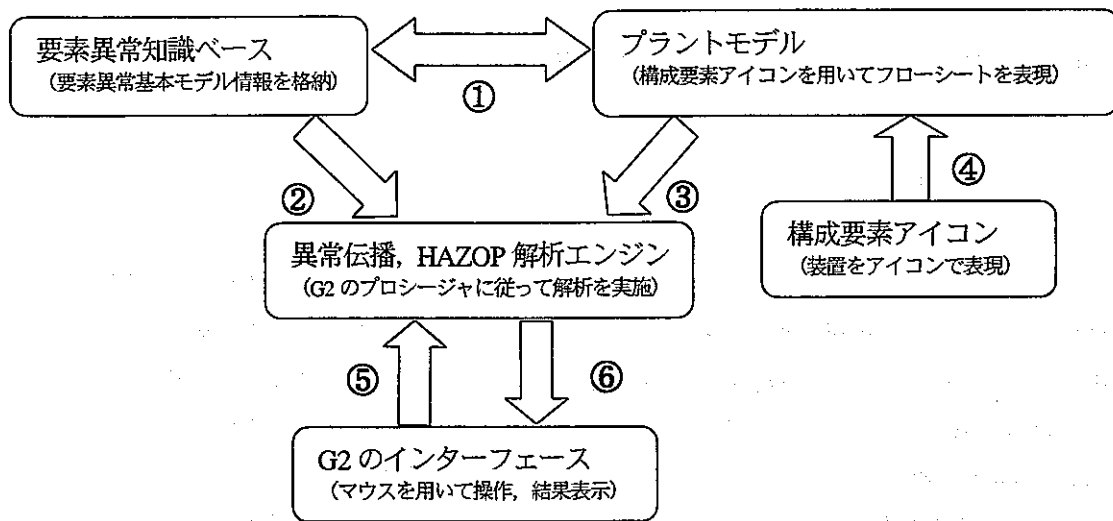 要素異常知識ベース
(要素異常基本モデル情報を格納)
プラントモデル
(構成要素アイコンを用いてフローシートを表現)
①
②
③
④
構成要素アイコン
(装置をアイコンで表現)
異常伝播, HAZOP 解析エンジン
(G2 のプロシージャに従って解析を実施)
⑤
⑥
G2 のインターフェース
(マウスを用いて操作, 結果表示)